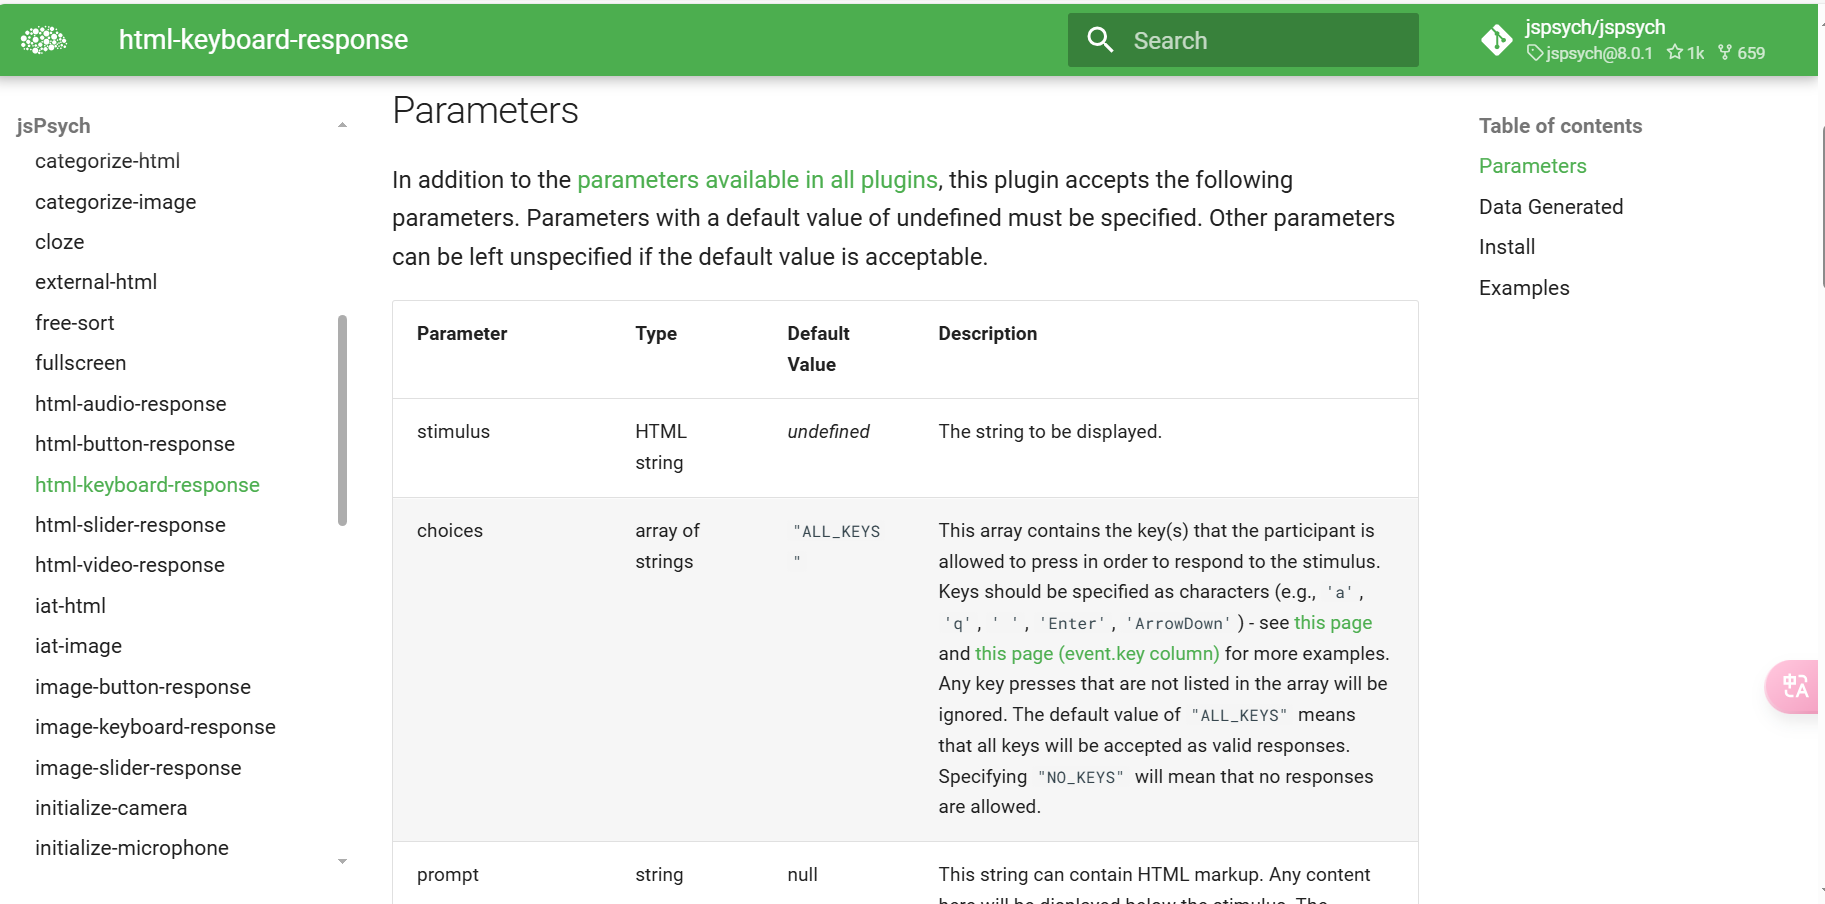 html-keyboard-response
Search
jspsych/jspsych
jspsych@8.0.1 1k 659
jsPsych
categorize-html
categorize-image
cloze
external-html
free-sort
fullscreen
html-audio-response
html-button-response
html-keyboard-response
html-slider-response
html-video-response
iat-html
iat-image
image-button-response
image-keyboard-response
image-slider-response
initialize-camera
initialize-microphone
Parameters
In addition to the parameters available in all plugins, this plugin accepts the following
parameters. Parameters with a default value of undefined must be specified. Other parameters
can be left unspecified if the default value is acceptable.
Parameter Type Default Value Description
stimulus HTML string undefined The string to be displayed.
choices array of strings "ALL_KEYS" This array contains the key(s) that the participant is
allowed to press in order to respond to the stimulus.
Keys should be specified as characters (e.g., 'a',
'q', ' ', 'Enter', 'ArrowDown') - see this page
and this page (event.key column) for more examples.
Any key presses that are not listed in the array will be
ignored. The default value of "ALL_KEYS" means
that all keys will be accepted as valid responses.
Specifying "NO_KEYS" will mean that no responses
are allowed.
prompt string null This string can contain HTML markup. Any content
here will be displayed below the stimulus. The
Table of contents
Parameters
Data Generated
Install
Examples
中A